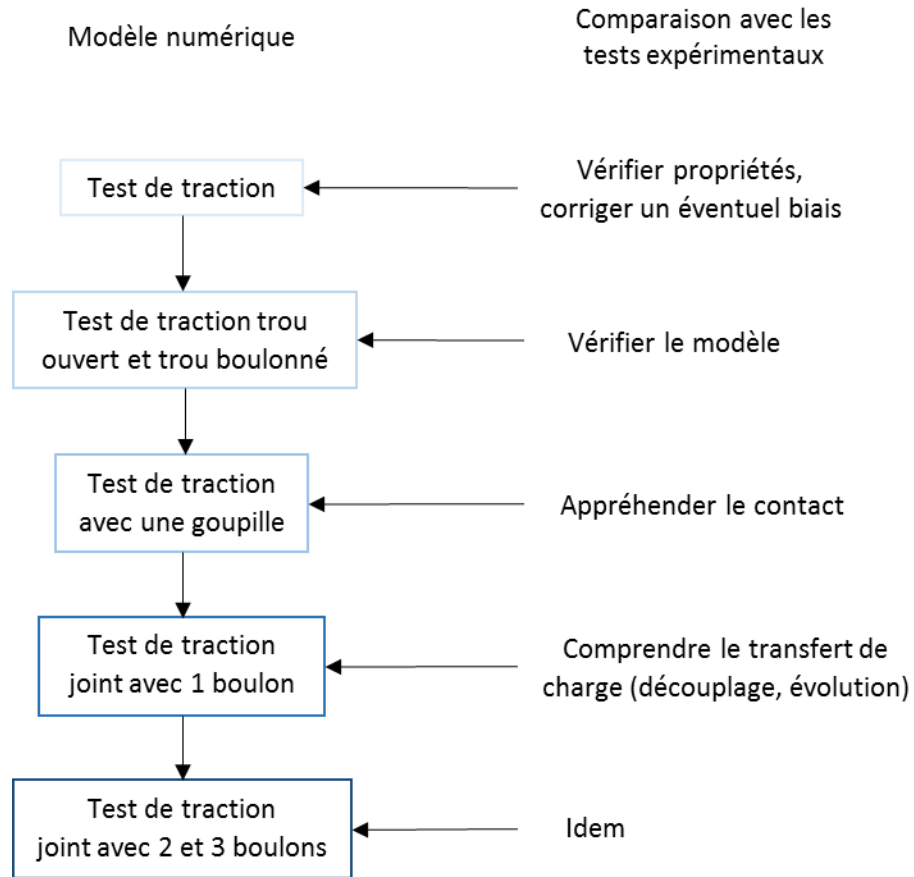 Modèle numérique
Comparaison avec les
tests expérimentaux
Test de traction
Vérifier propriétés,
corriger un éventuel biais
Test de traction trou
ouvert et trou boulonné
Vérifier le modèle
Test de traction
avec une goupille
Appréhender le contact
Test de traction
joint avec 1 boulon
Comprendre le transfert de
charge (découplage, évolution)
Test de traction
joint avec 2 et 3 boulons
Idem